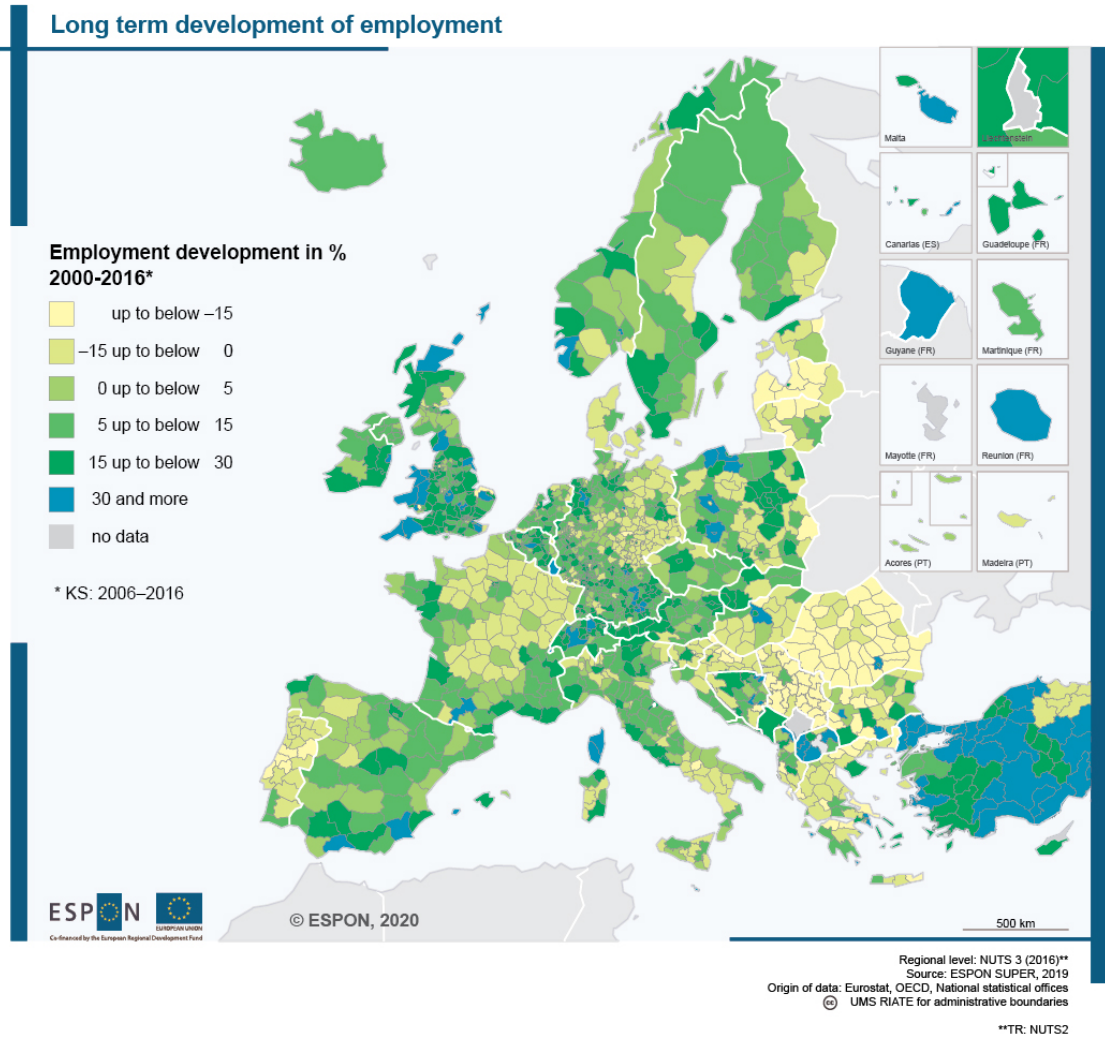 Long term development of employment
Malta
Liechtenstein
Canarias (ES)
Guadeloupe (FR)
Guyane (FR)
Martinique (FR)
Mayotte (FR)
Reunion (FR)
Acores (PT)
Madeira (PT)
Employment development in %
2000-2016*
up to below –15
–15 up to below 0
0 up to below 5
5 up to below 15
15 up to below 30
30 and more
no data
* KS: 2006–2016
ESPON
EUROPEAN UNION
Co-financed by the European Regional Development Fund
© ESPON, 2020
500 km
Regional level: NUTS 3 (2016)**
Source: ESPON SUPER, 2019
Origin of data: Eurostat, OECD, National statistical offices
cc UMS RIATE for administrative boundaries
**TR: NUTS2